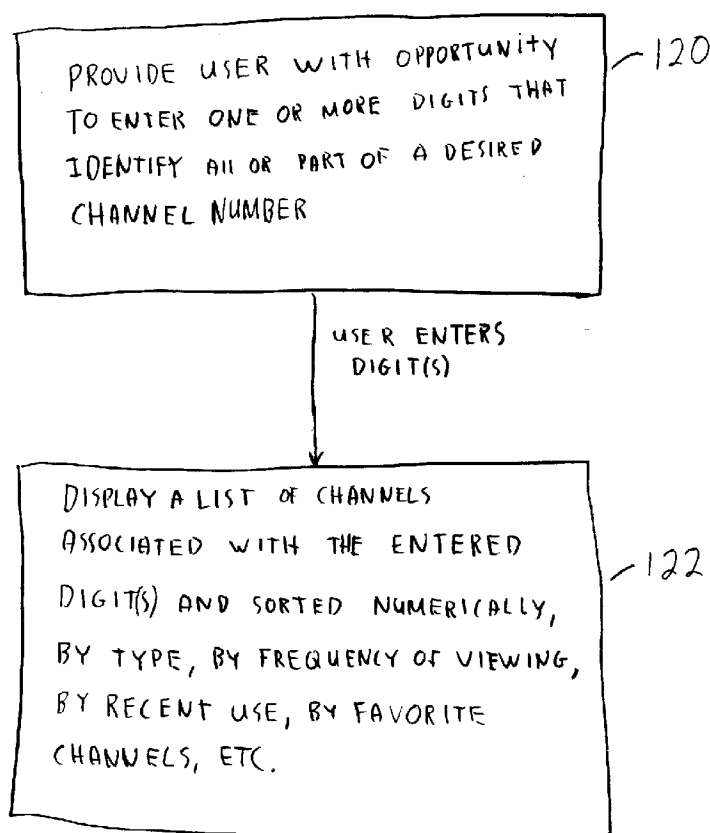 PROVIDE USER WITH OPPORTUNITY
TO ENTER ONE OR MORE DIGITS THAT
IDENTIFY All OR PART OF A DESIRED
CHANNEL NUMBER
120
USER ENTERS
DIGIT(S)
DISPLAY A LIST OF CHANNELS
ASSOCIATED WITH THE ENTERED
DIGIT(S) AND SORTED NUMERICALLY,
BY TYPE, BY FREQUENCY OF VIEWING,
BY RECENT USE, BY FAVORITE
CHANNELS, ETC.
122